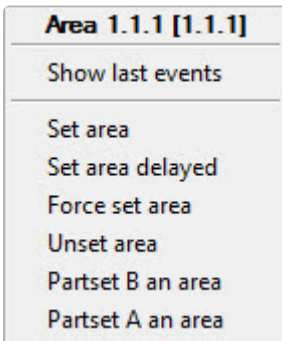 Area 1.1.1 [1.1.1]
Show last events
Set area
Set area delayed
Force set area
Unset area
Partset B an area
Partset A an area